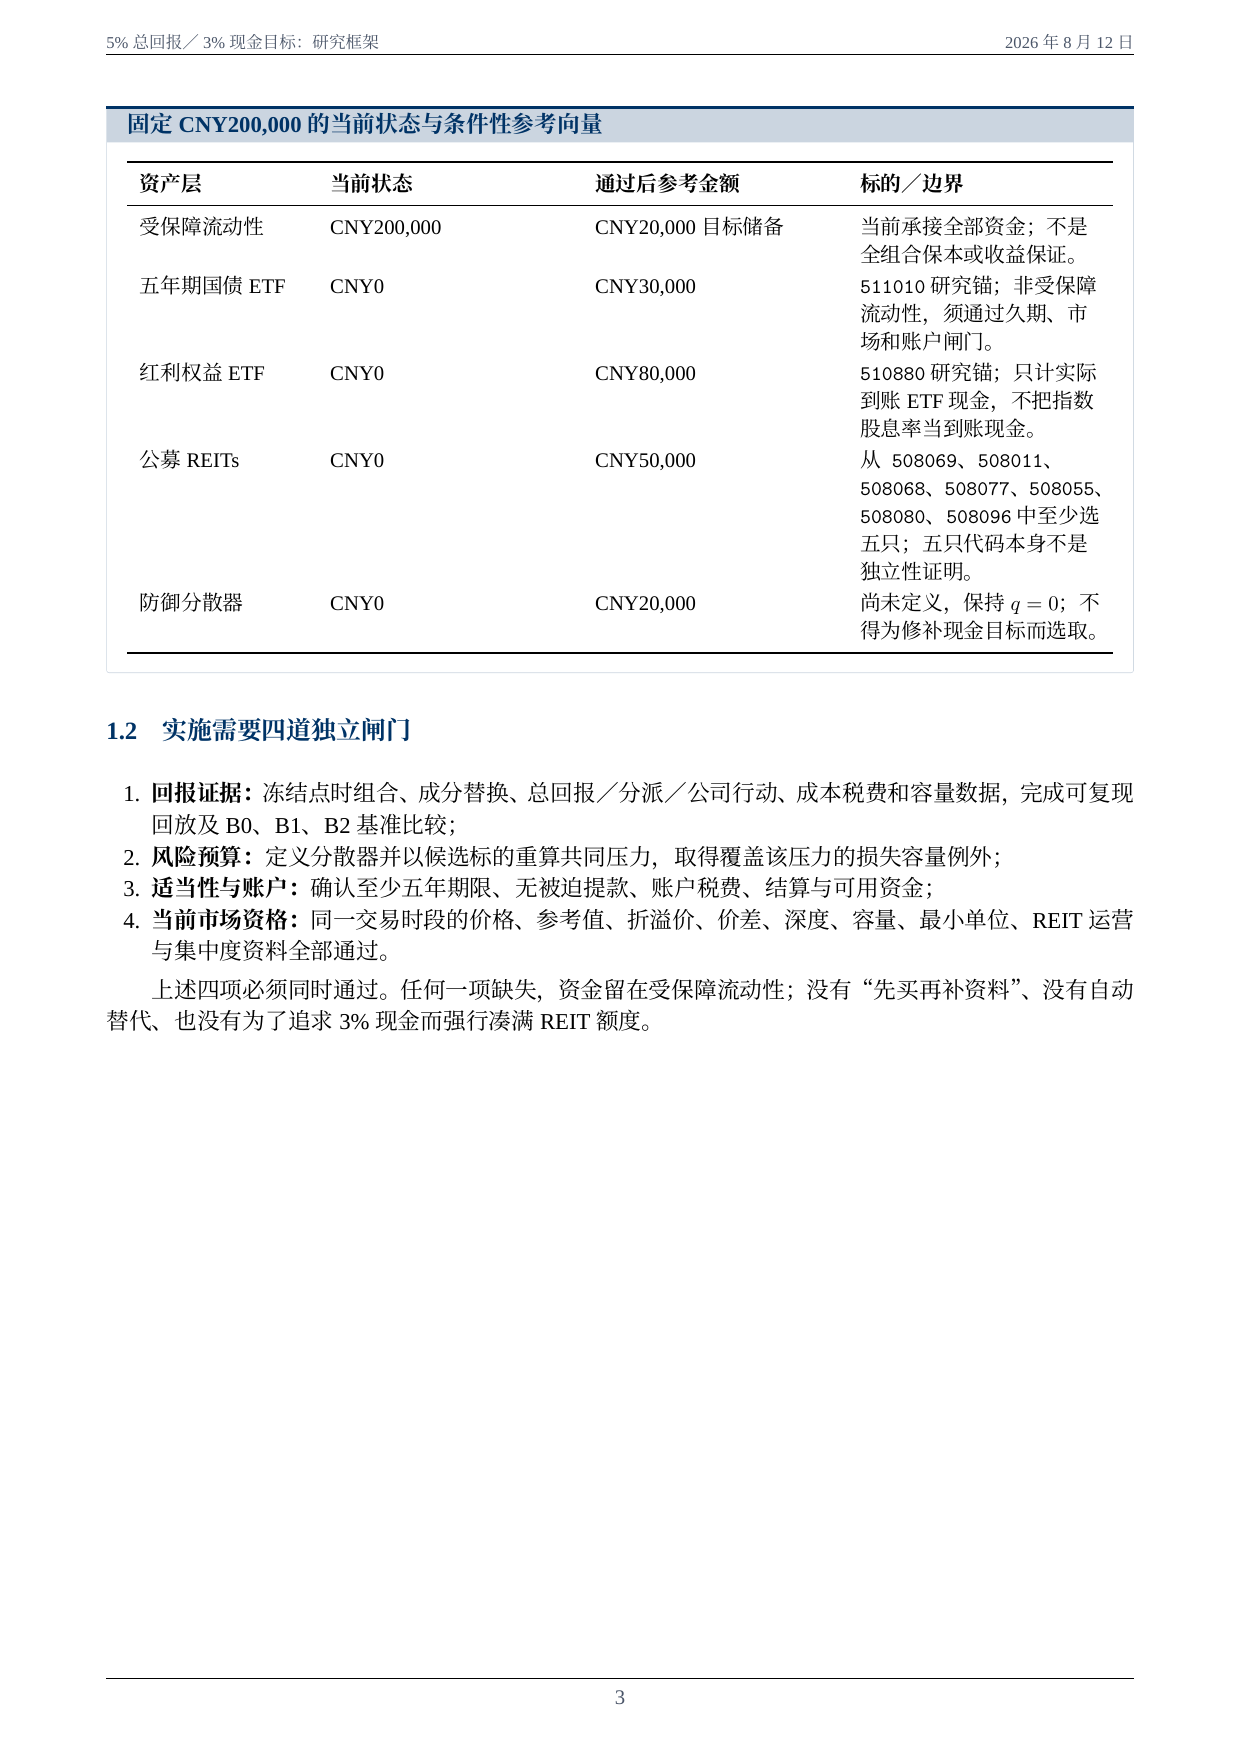 5% 总回报／3% 现金目标：研究框架
2026 年 8 月 12 日
固定 CNY200,000 的当前状态与条件性参考向量
资产层 当前状态 通过后参考金额 标的／边界
受保障流动性 CNY200,000 CNY20,000 目标储备 当前承接全部资金；不是
全组合保本或收益保证。
五年期国债 ETF CNY0 CNY30,000 511010 研究锚；非受保障
流动性，须通过久期、市
场和账户闸门。
红利权益 ETF CNY0 CNY80,000 510880 研究锚；只计实际
到账 ETF 现金，不把指数
股息率当到账现金。
公募 REITs CNY0 CNY50,000 从 508069、508011、
508068、508077、508055、
508080、508096 中至少选
五只；五只代码本身不是
独立性证明。
防御分散器 CNY0 CNY20,000 尚未定义，保持 q = 0；不
得为修补现金目标而选取。
1.2 实施需要四道独立闸门
1. 回报证据：冻结点时组合、成分替换、总回报／分派／公司行动、成本税费和容量数据，完成可复现
回放及 B0、B1、B2 基准比较；
2. 风险预算：定义分散器并以候选标的重算共同压力，取得覆盖该压力的损失容量例外；
3. 适当性与账户：确认至少五年期限、无被迫提款、账户税费、结算与可用资金；
4. 当前市场资格：同一交易时段的价格、参考值、折溢价、价差、深度、容量、最小单位、REIT 运营
与集中度资料全部通过。
上述四项必须同时通过。任何一项缺失，资金留在受保障流动性；没有“先买再补资料”、没有自动
替代、也没有为了追求 3% 现金而强行凑满 REIT 额度。
3